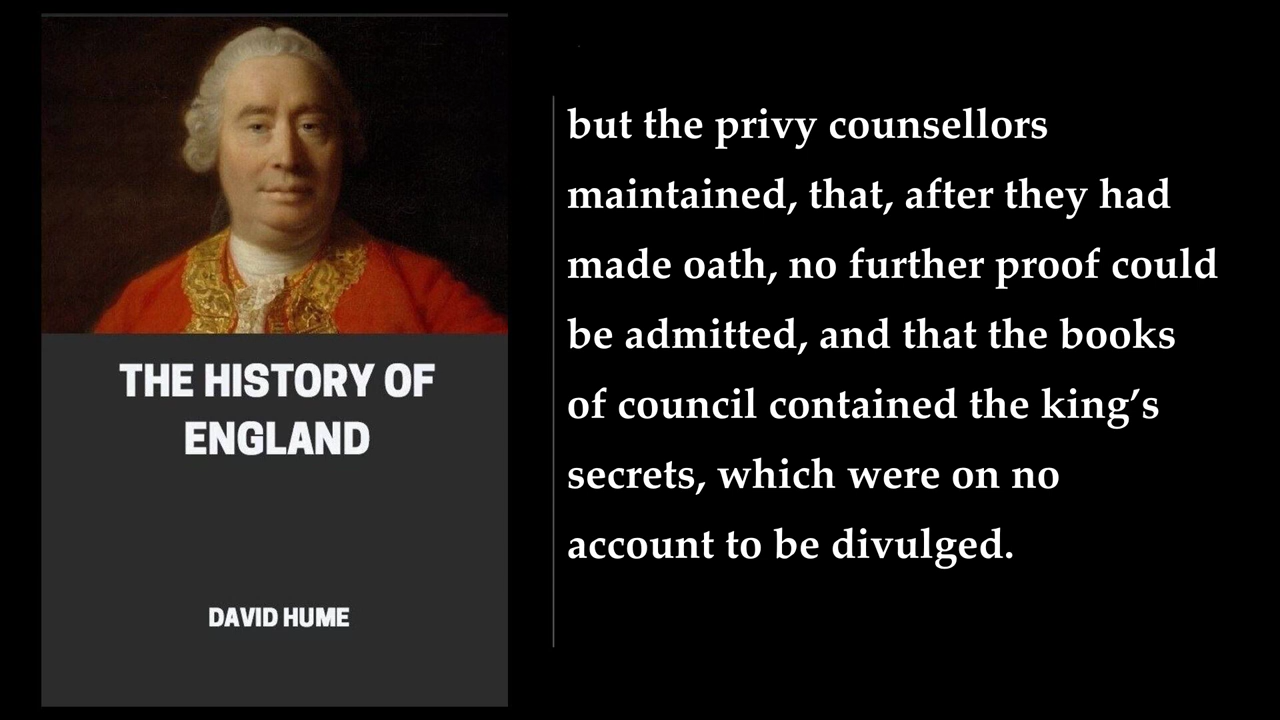 THE HISTORY OF
ENGLAND
DAVID HUME
but the privy counsellors
maintained, that, after they had
made oath, no further proof could
be admitted, and that the books
of council contained the king’s
secrets, which were on no
account to be divulged.